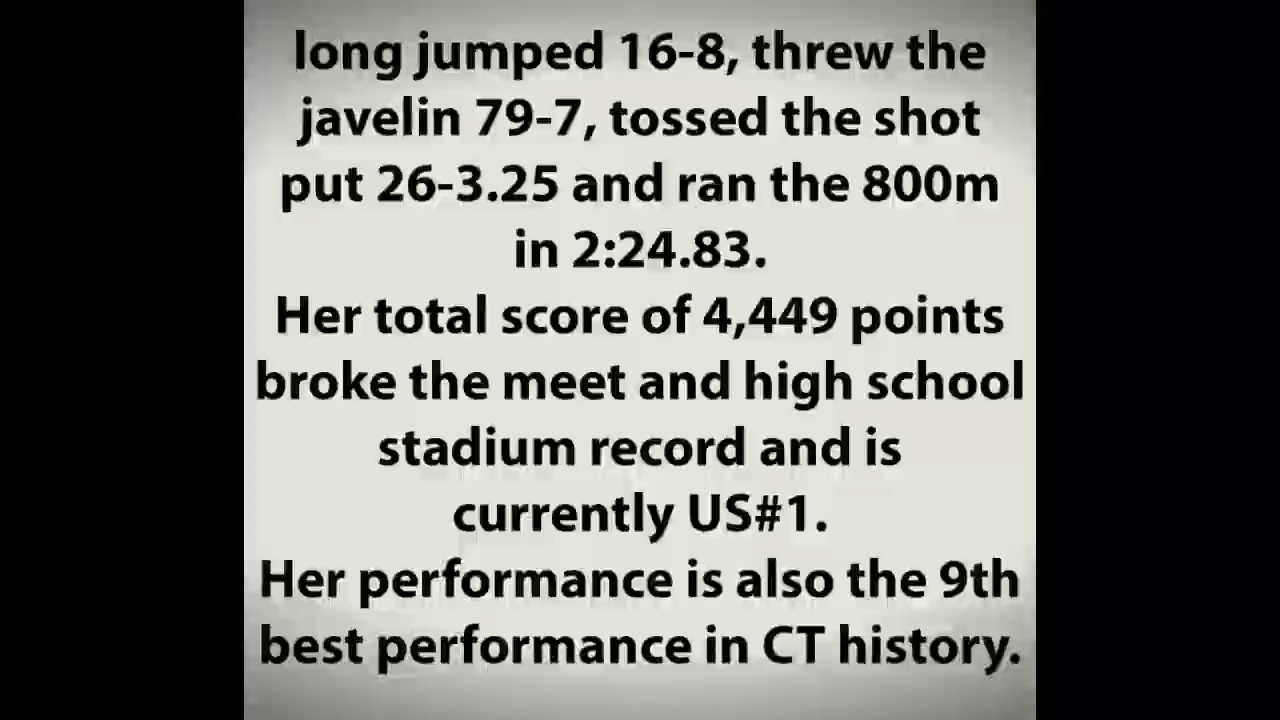 long jumped 16-8, threw the
javelin 79-7, tossed the shot
put 26-3.25 and ran the 800m
in 2:24.83.
Her total score of 4,449 points
broke the meet and high school
stadium record and is
currently US#1.
Her performance is also the 9th
best performance in CT history.